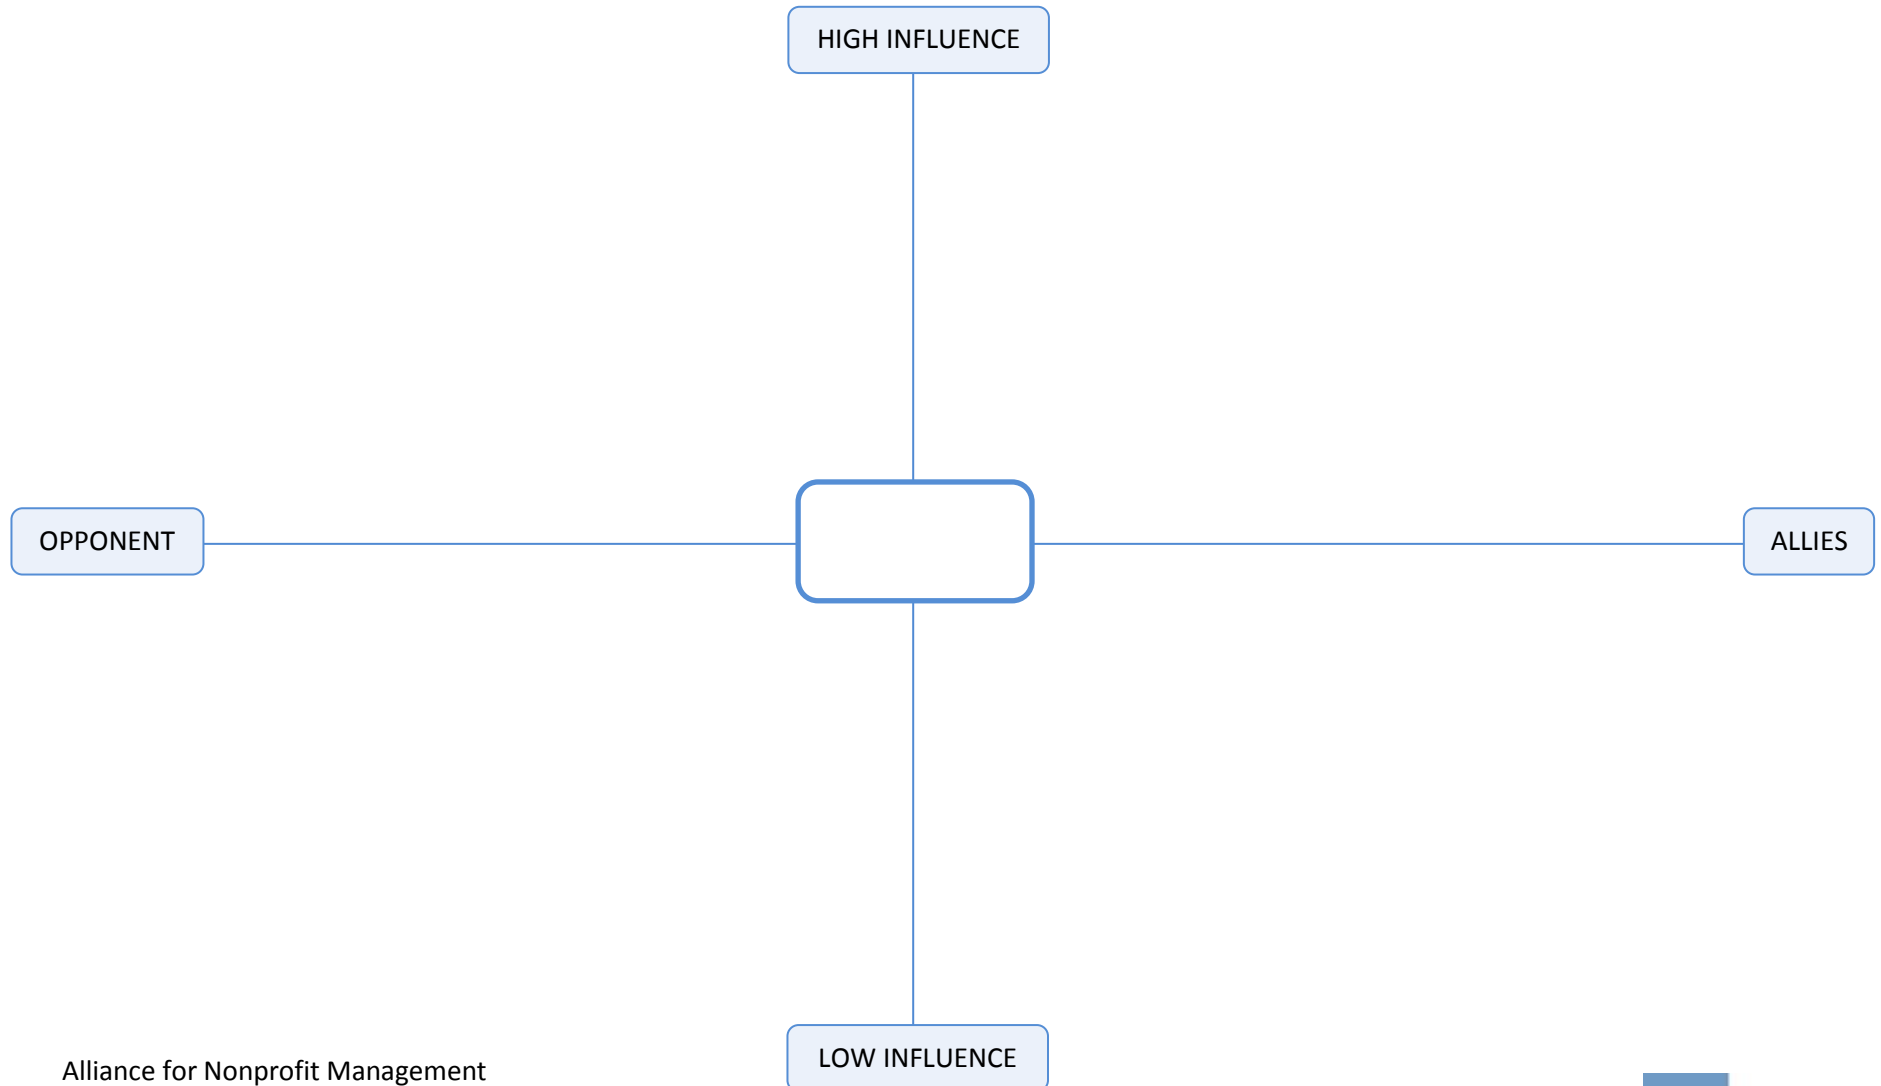 HIGH INFLUENCE
OPPONENT
ALLIES
LOW INFLUENCE
Alliance for Nonprofit Management